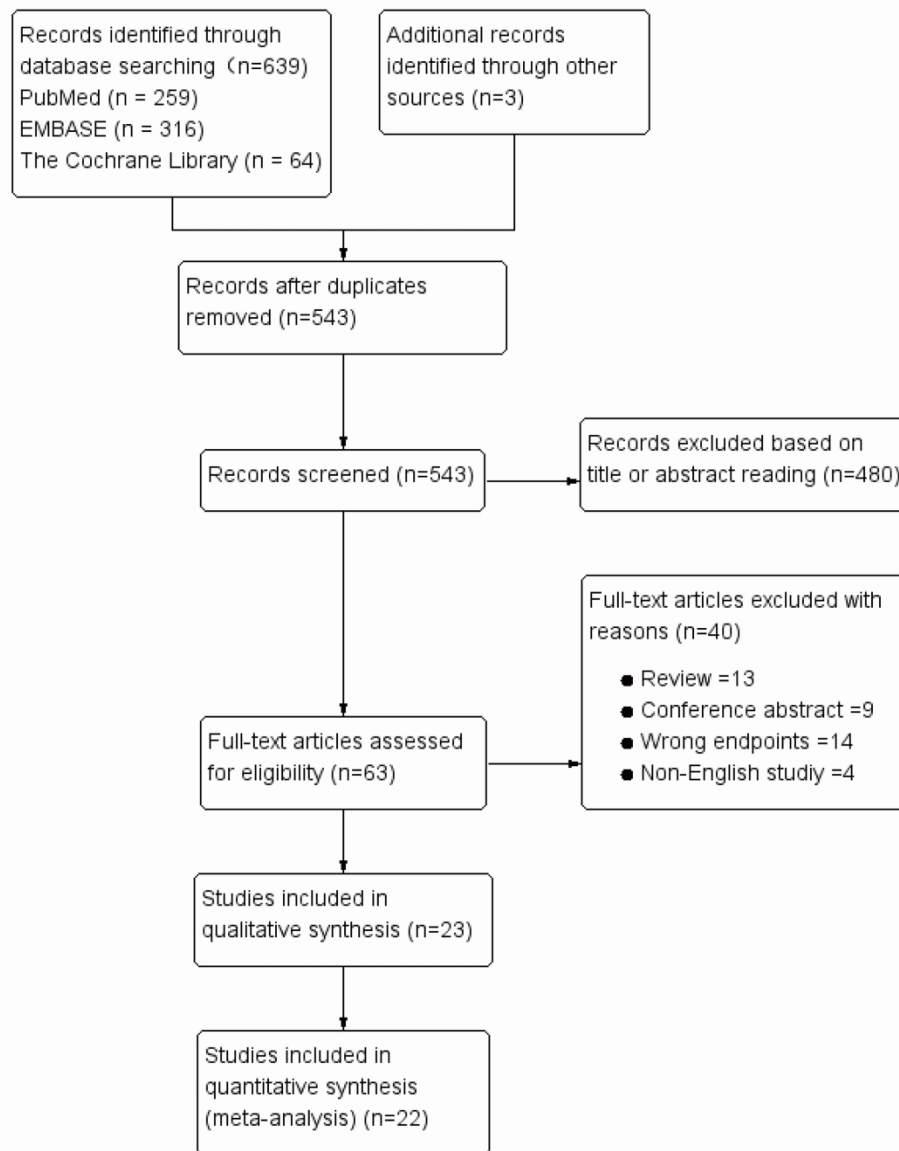 Records identified through
database searching（n=639)
PubMed (n = 259)
EMBASE (n = 316)
The Cochrane Library (n = 64)
Additional records
identified through other
sources (n=3)
Records after duplicates
removed (n=543)
Records screened (n=543)
Records excluded based on
title or abstract reading (n=480)
Full-text articles assessed
for eligibility (n=63)
Full-text articles excluded with
reasons (n=40)
● Review =13
● Conference abstract =9
● Wrong endpoints =14
● Non-English studiy =4
Studies included in
qualitative synthesis (n=23)
Studies included in
quantitative synthesis
(meta-analysis) (n=22)